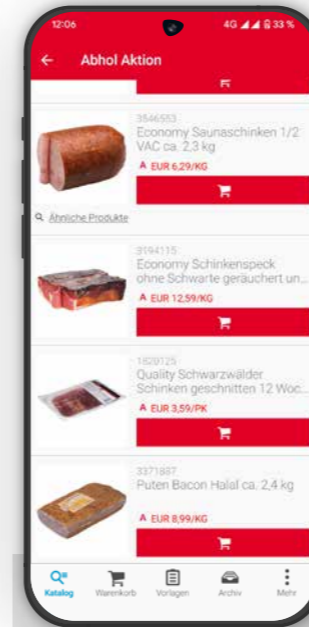 12:06
4G 33 %
Abhol Aktion
3546553
Economy Saunaschinken 1/2
VAC ca. 2,3 kg
A EUR 6,29/KG
Ähnliche Produkte
3194115
Economy Schinkenspeck
ohne Schwarte geräuchert un...
A EUR 12,59/KG
1829125
Quality Schwarzwälder
Schinken geschnitten 12 Woc...
A EUR 3,59/PK
3371887
Puten Bacon Halal ca. 2,4 kg
A EUR 8,99/KG
Katalog Warenkorb Vorlagen Archiv Mehr